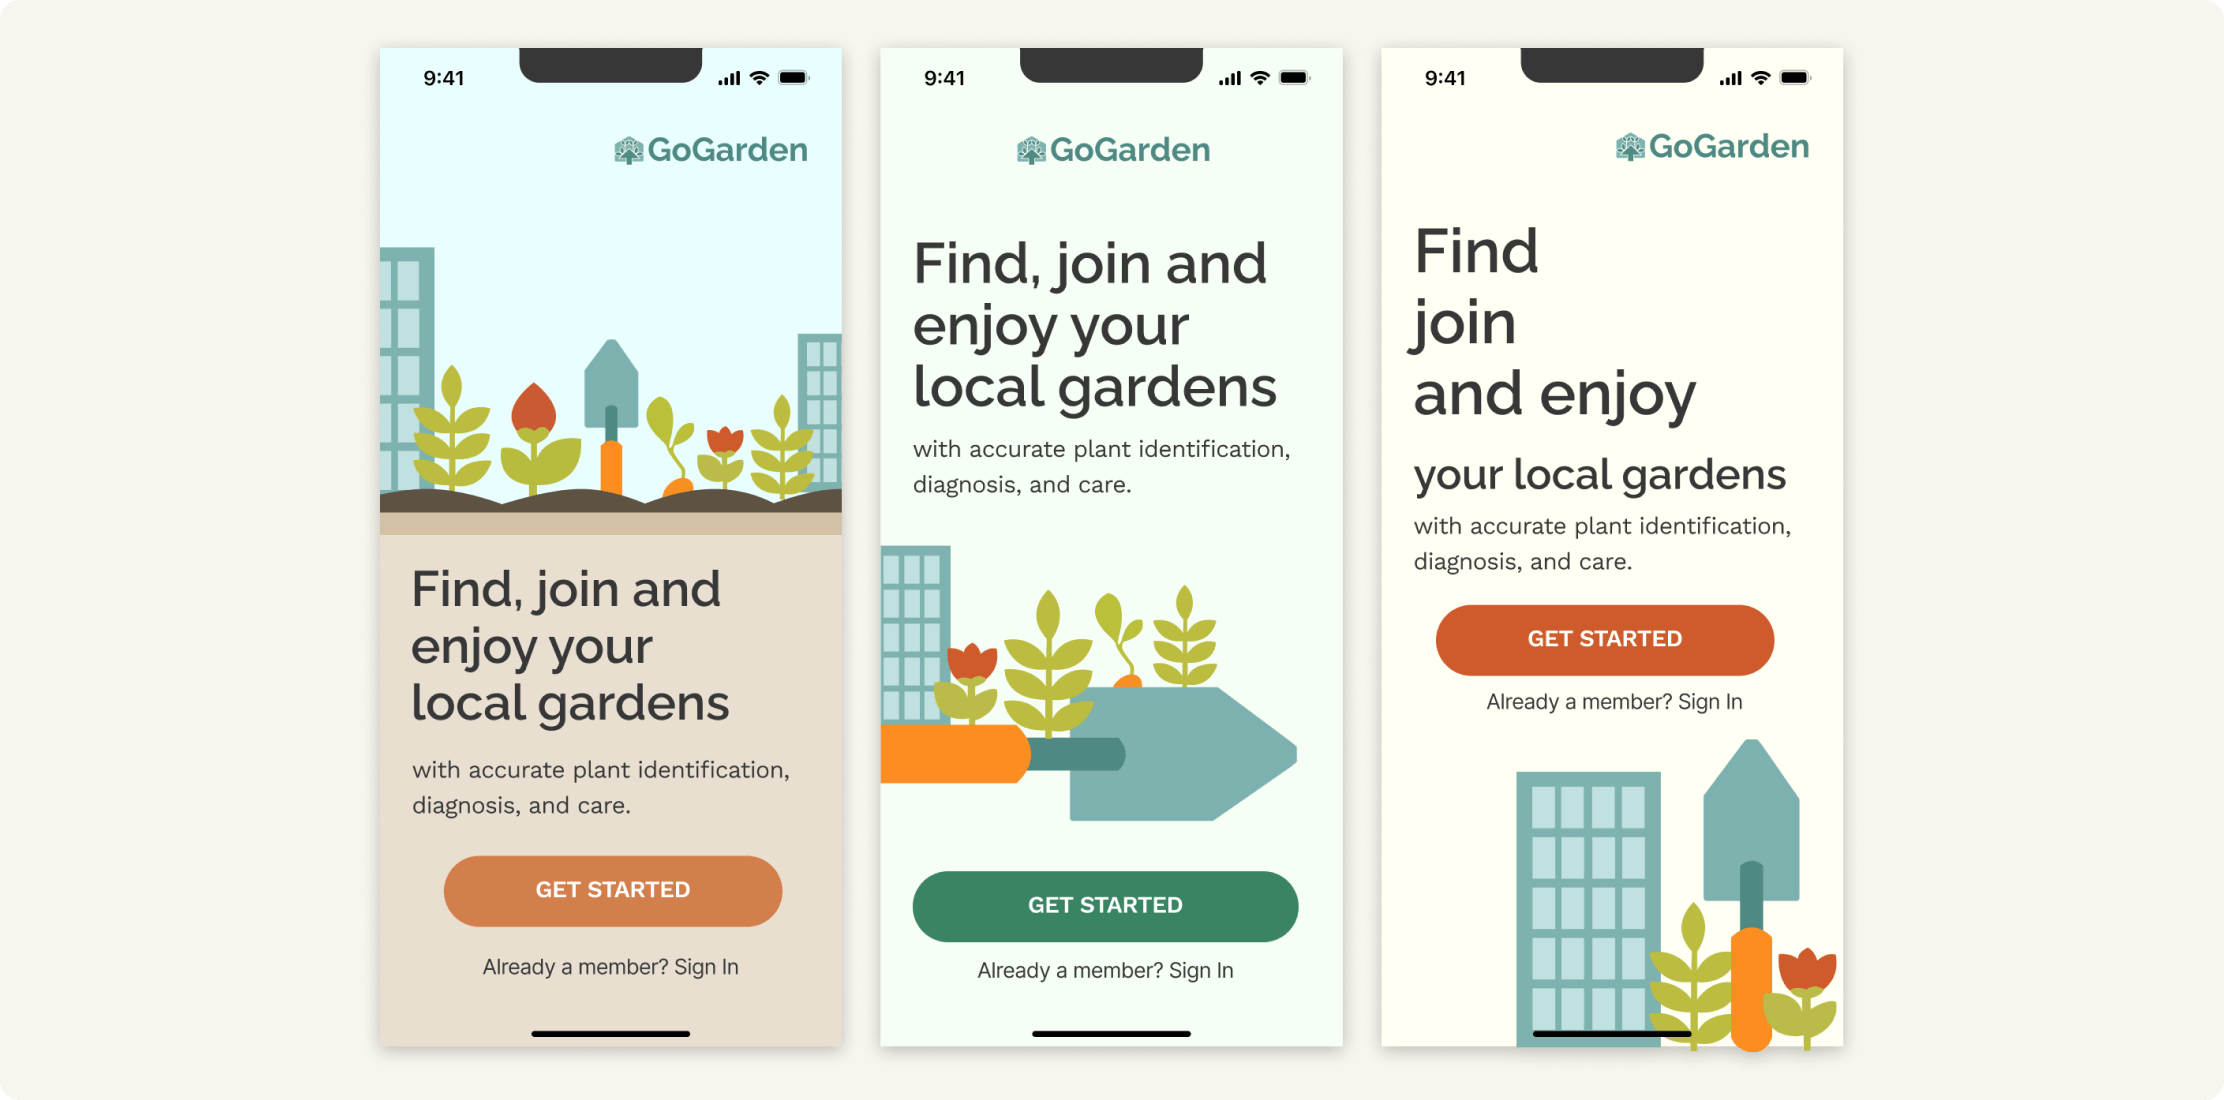 9:41
GoGarden
Find, join and
enjoy your
local gardens
with accurate plant identification,
diagnosis, and care.
GET STARTED
Already a member? Sign In
9:41
GoGarden
Find, join and
enjoy your
local gardens
with accurate plant identification,
diagnosis, and care.
GET STARTED
Already a member? Sign In
9:41
GoGarden
Find
join
and enjoy
your local gardens
with accurate plant identification,
diagnosis, and care.
GET STARTED
Already a member? Sign In